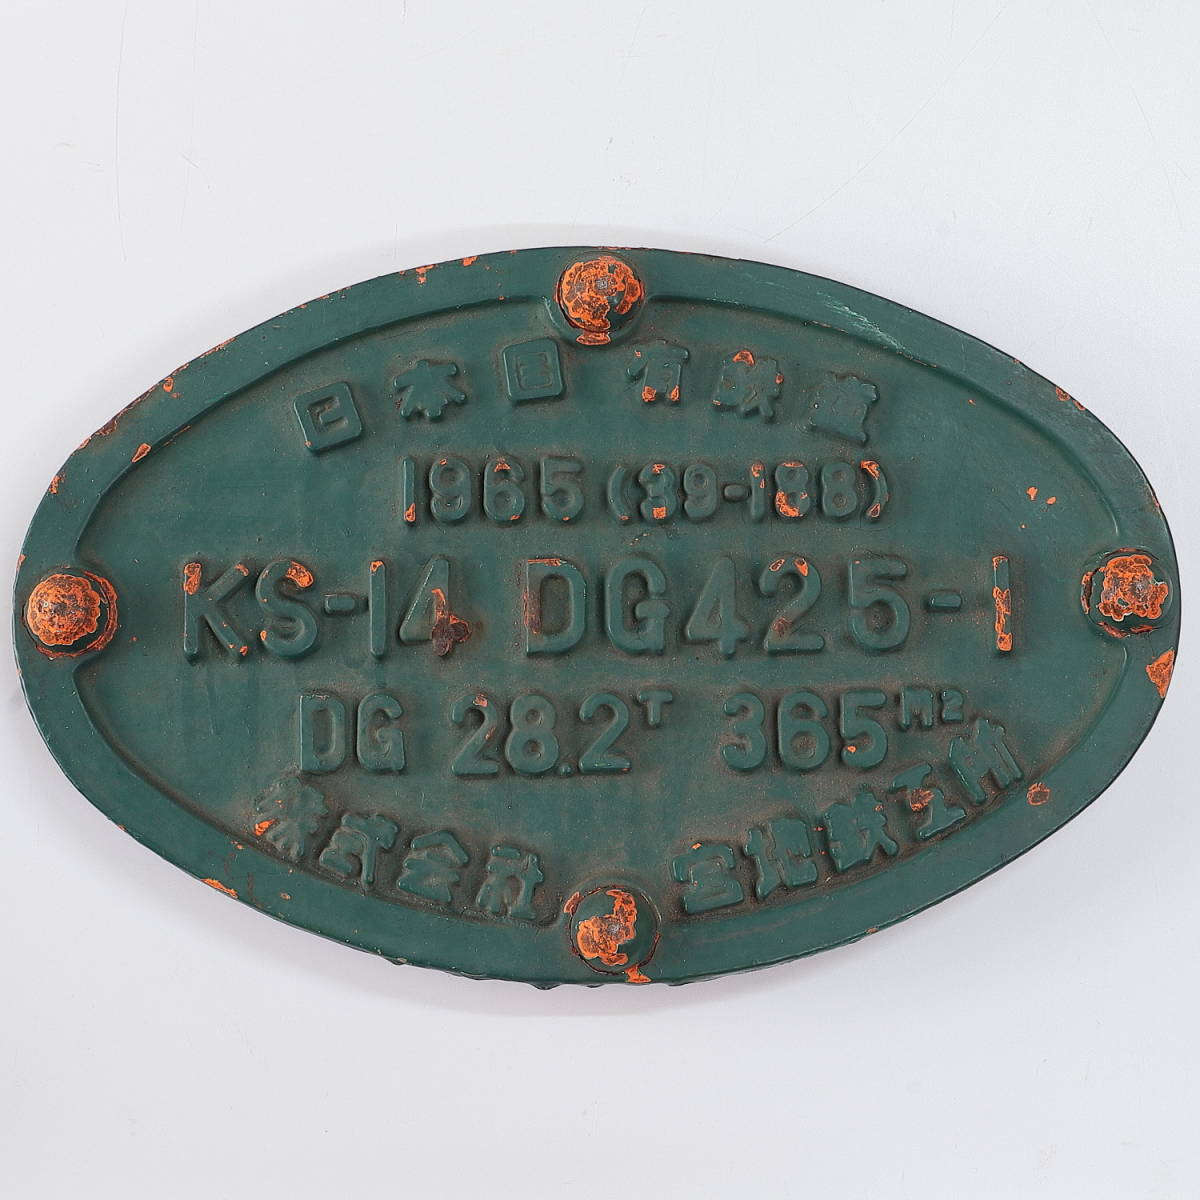 日本国有鉄道
1965(39-188)
KS-14 DG425-1
DG 28.2ᵀ 365ᴹ²
株式会社 宮地鉄工所